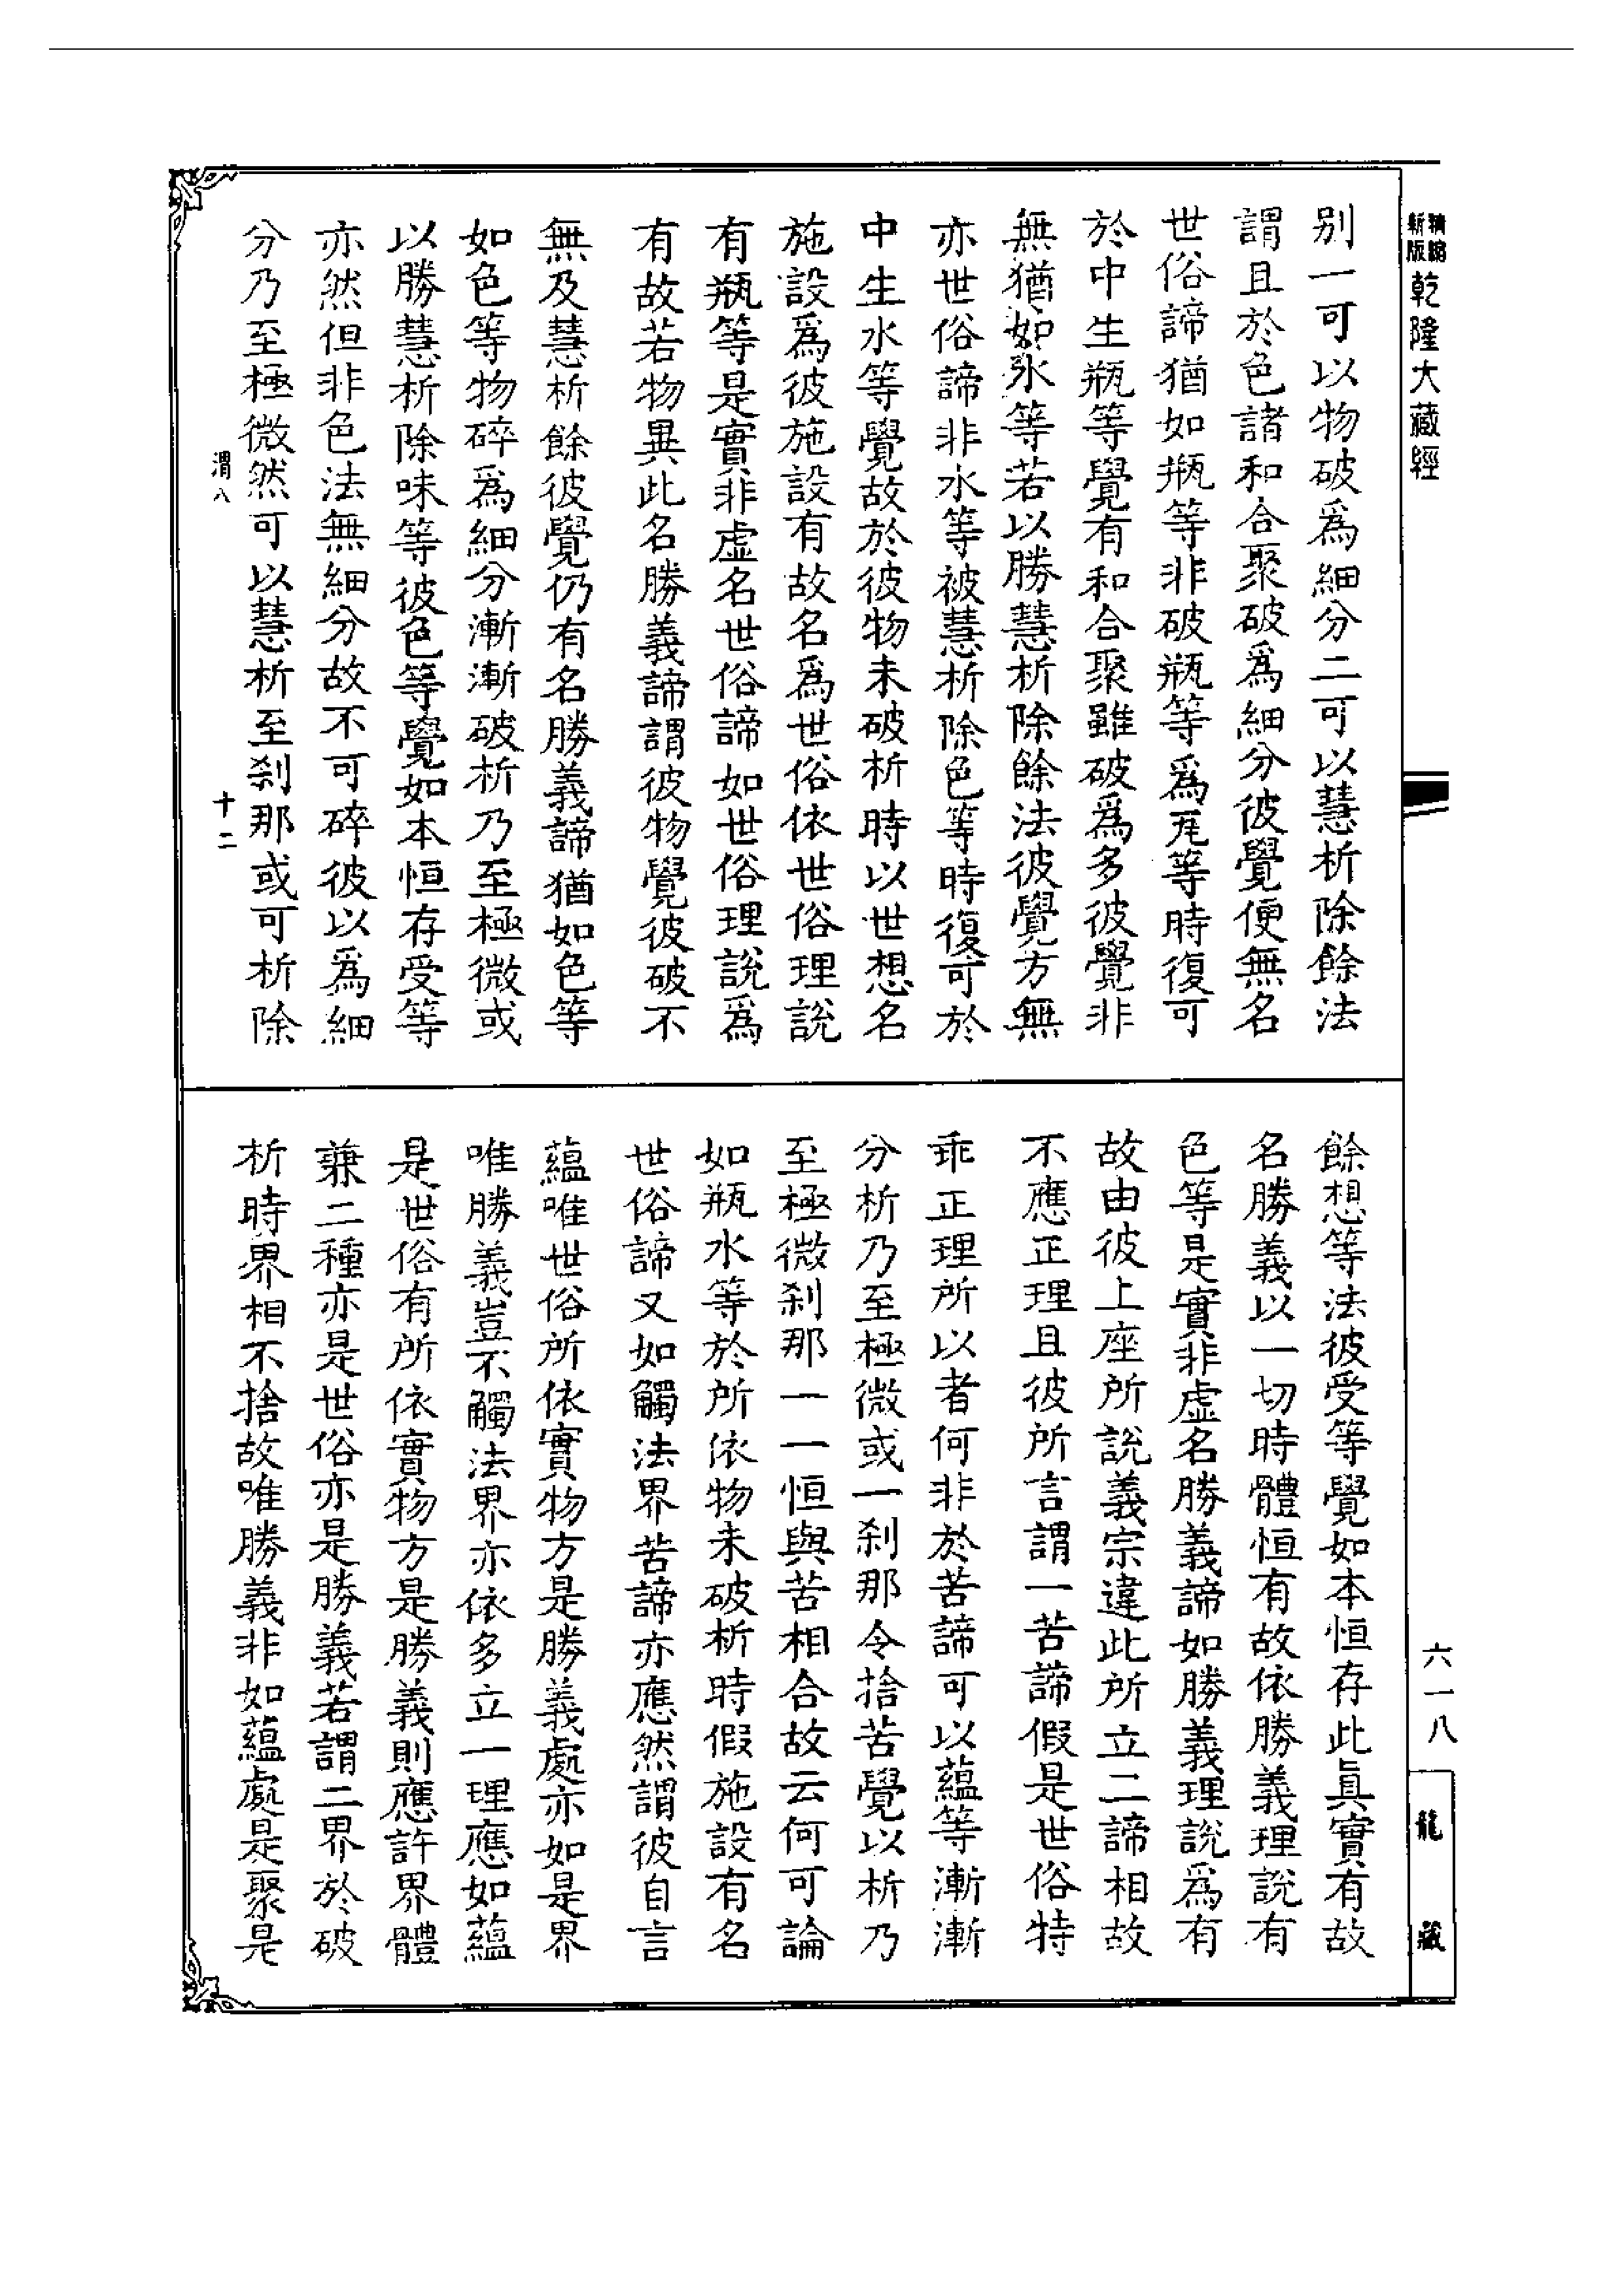 精縮
新版
乾隆大藏經
別一可以物破爲細分二可以慧析除餘法
謂且於色諸和合聚破爲細分彼覺便無名
世俗諦猶如瓶等非破瓶等爲瓦等時復可
於中生瓶等覺有和合聚雖破爲多彼覺非
無猶如氷等若以勝慧析除餘法彼覺方無
亦世俗諦非水等被慧析除色等時復可於
中生水等覺故於彼物未破析時以世想名
施設爲彼施設有故名爲世俗依世俗理說
有瓶等是實非虛名世俗諦如世俗理說爲
有故若物異此名勝義諦謂彼物覺彼破不
無及慧析餘彼覺仍有名勝義諦猶如色等
如色等物碎爲細分漸漸破析乃至極微或
以勝慧析除味等彼色等覺如本恒存受等
亦然但非色法無細分故不可碎彼以爲細
分乃至極微然可以慧析至剎那或可析除
渭八
十二
餘想等法彼受等覺如本恒存此眞實有故
名勝義以一切時體恒有故依勝義理說有
色等是實非虛名勝義諦如勝義理說爲有
故由彼上座所說義宗違此所立二諦相故
不應正理且彼所言謂一苦諦假是世俗特
乖正理所以者何非於苦諦可以蘊等漸漸
分析乃至極微或一剎那令捨苦覺以析乃
至極微剎那一一恒與苦相合故云何可論
如瓶水等於所依物未破析時假施設有名
世俗諦又如觸法界苦諦亦應然謂彼自言
蘊唯世俗所依實物方是勝義處亦如是界
唯勝義豈不觸法界亦依多立一理應如蘊
是世俗有所依實物方是勝義則應許界體
兼二種亦是世俗亦是勝義若謂二界於破
析時界相不捨故唯勝義非如蘊處是聚是
六一八
龍藏